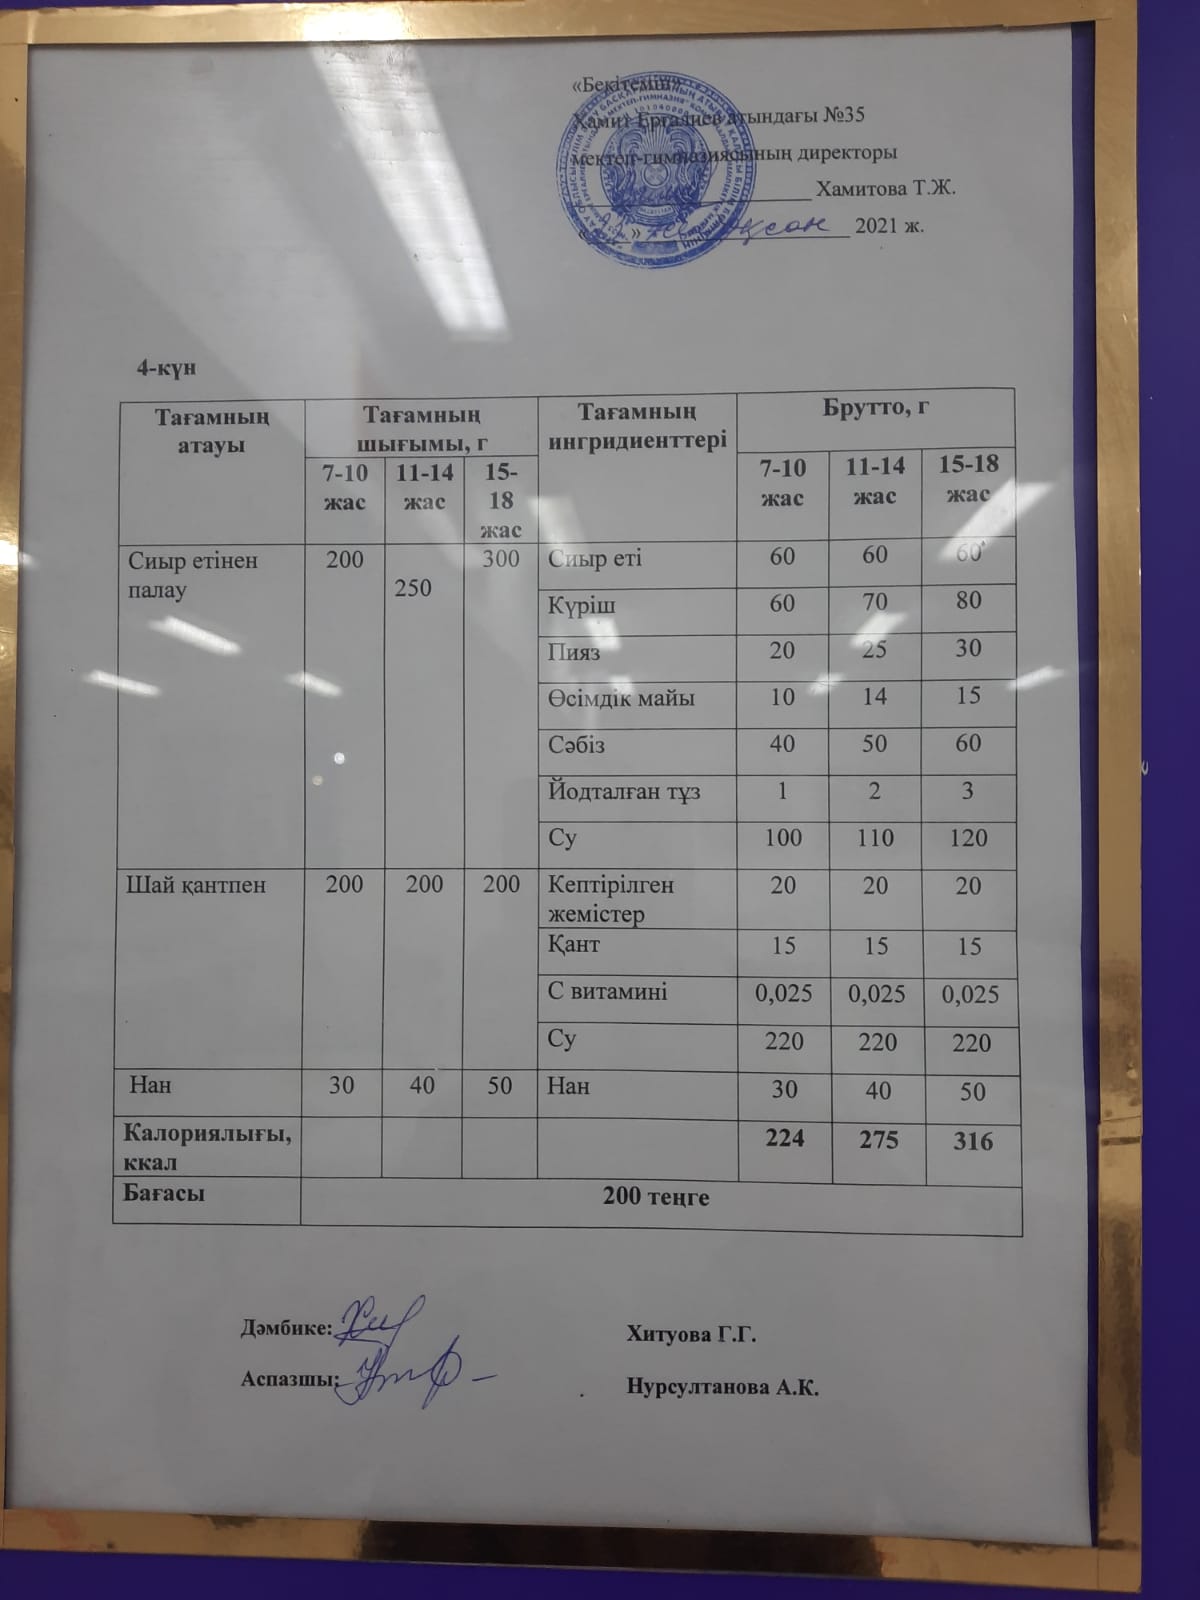 «Бекітемін»
Хамит Ерғалиев атындағы №35
мектеп-гимназиясының директоры
Хамитова Т.Ж.
« » 2021 ж.
4-күн
Тағамның атауы Тағамның шығымы, г Тағамның ингридиенттері Брутто, г
7-10 жас 11-14 жас 15-18 жас 7-10 жас 11-14 жас 15-18 жас
Сиыр етінен палау 200 250 300 Сиыр еті 60 60 60
Күріш 60 70 80
Пияз 20 25 30
Өсімдік майы 10 14 15
Сәбіз 40 50 60
Йодталған тұз 1 2 3
Су 100 110 120
Шай қантпен 200 200 200 Кептірілген жемістер 20 20 20
Қант 15 15 15
С витамині 0,025 0,025 0,025
Су 220 220 220
Нан 30 40 50 Нан 30 40 50
Калориялығы, ккал 224 275 316
Бағасы 200 теңге
Дәмбике: Хитуова Г.Г.
Аспазшы: Нурсултанова А.К.